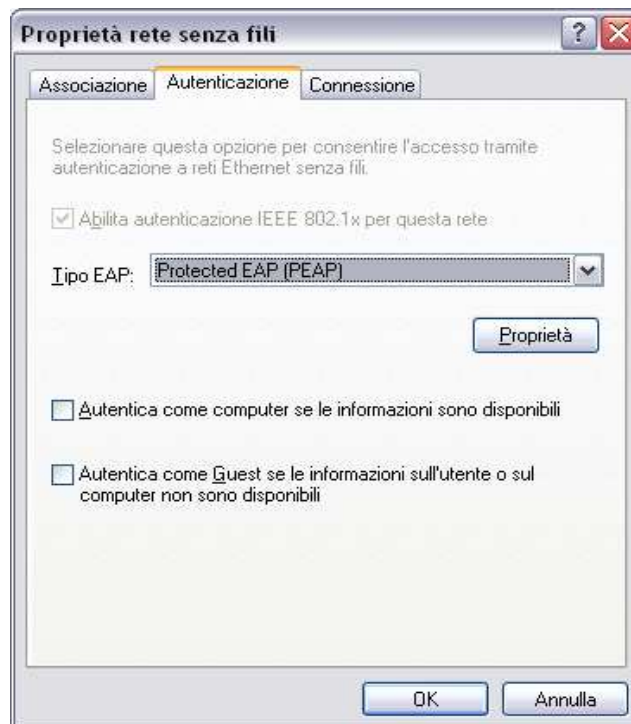 Proprietà rete senza fili
Associazione Autenticazione Connessione
Selezionare questa opzione per consentire l'accesso tramite
autenticazione a reti Ethernet senza fili.
Abilita autenticazione IEEE 802.1x per questa rete
Tipo EAP: Protected EAP (PEAP)
Proprietà
Autentica come computer se le informazioni sono disponibili
Autentica come Guest se le informazioni sull'utente o sul
computer non sono disponibili
OK Annulla